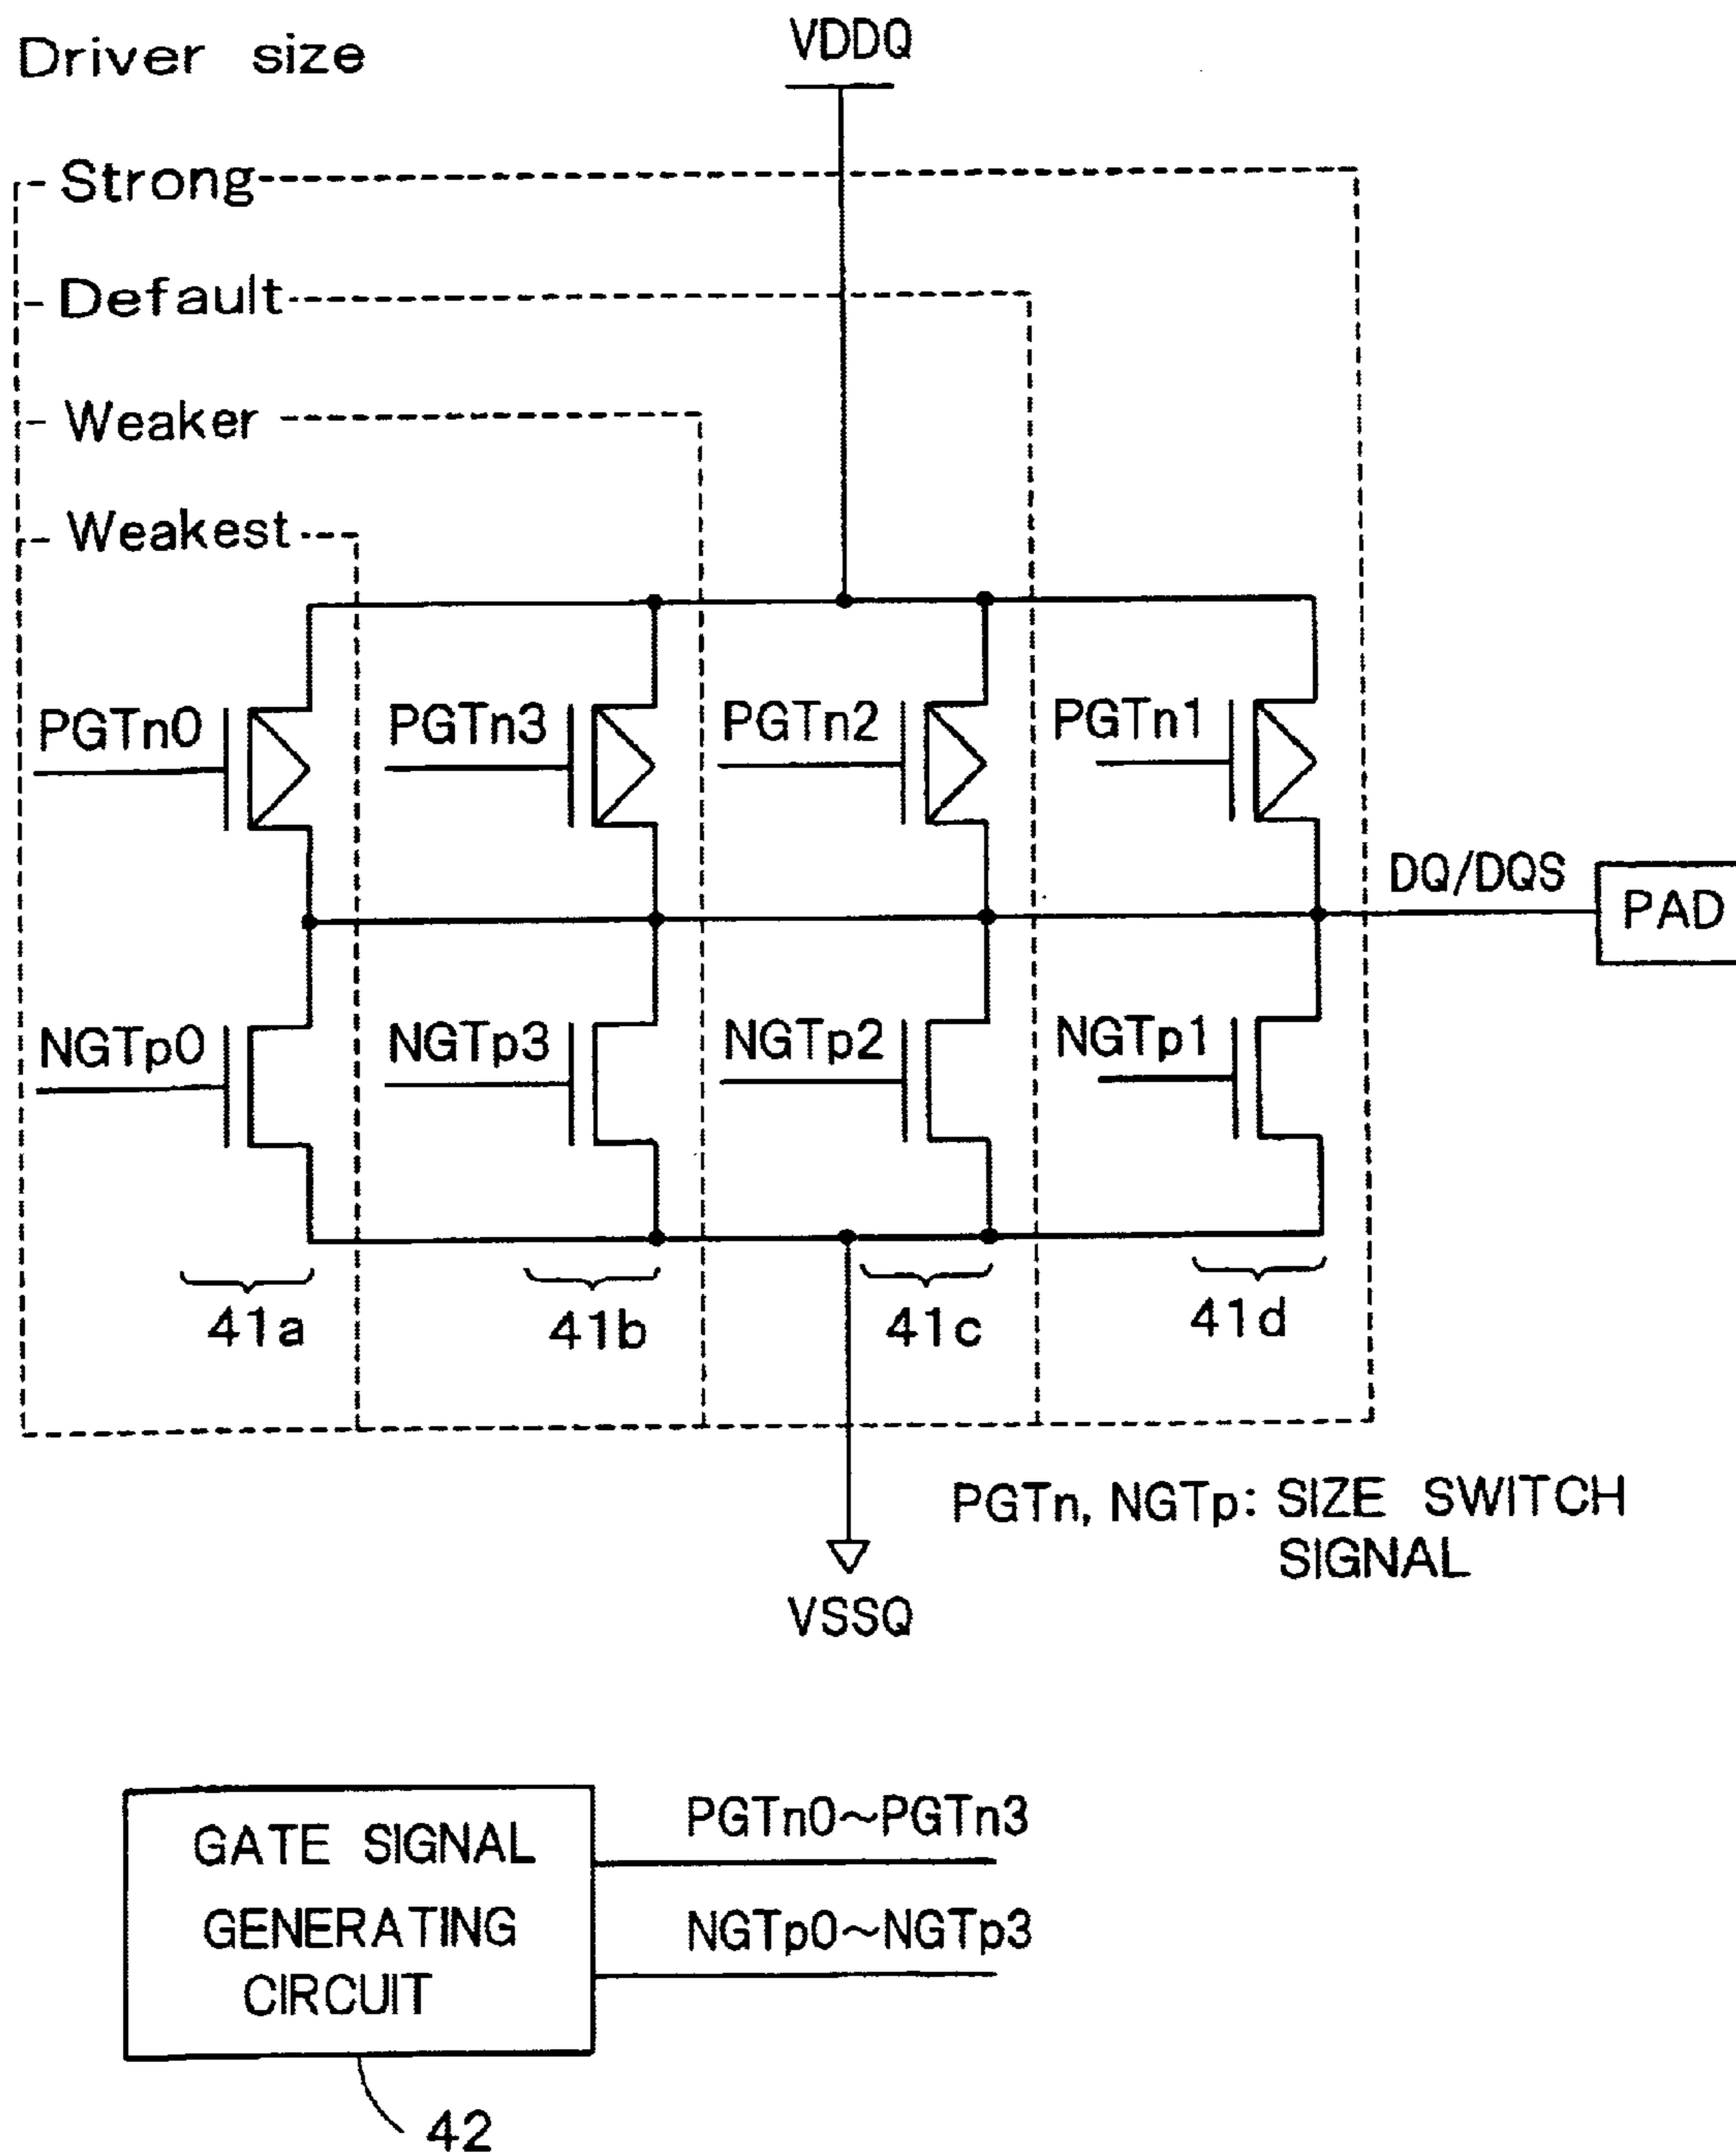 Driver size
VDDQ
Strong
Default
Weaker
Weakest
PGTn0
PGTn3
PGTn2
PGTn1
DQ/DQS
PAD
NGTp0
NGTp3
NGTp2
NGTp1
41a
41b
41c
41d
PGTn, NGTp: SIZE SWITCH
SIGNAL
VSSQ
GATE SIGNAL
GENERATING
CIRCUIT
PGTn0~PGTn3
NGTp0~NGTp3
42